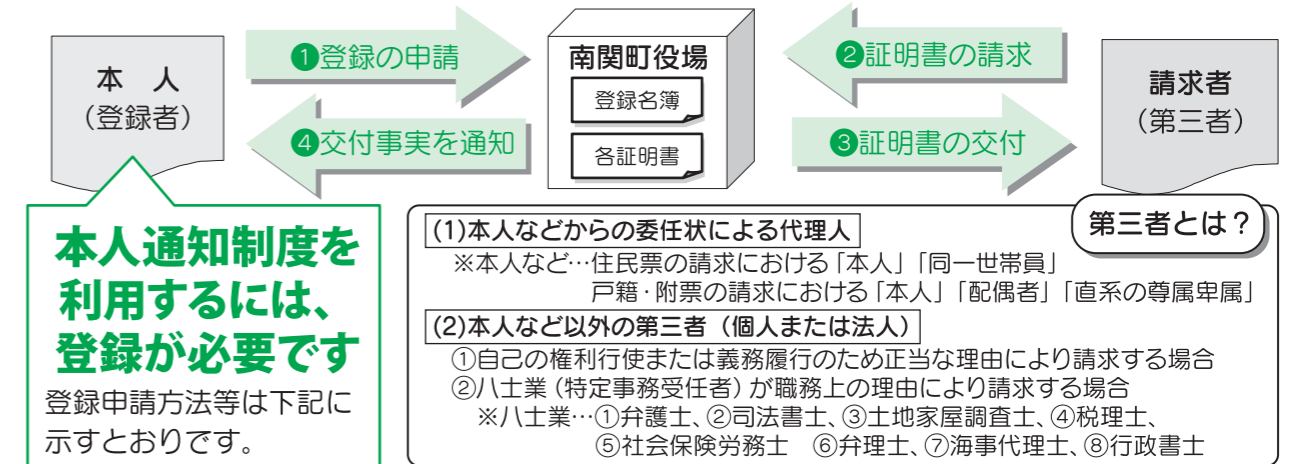 本　人
（登録者）
❶登録の申請
❹交付事実を通知
南関町役場
登録名簿
各証明書
❷証明書の請求
❸証明書の交付
請求者
（第三者）
本人通知制度を
利用するには、
登録が必要です
登録申請方法等は下記に
示すとおりです。
第三者とは？
(1)本人などからの委任状による代理人
※本人など…住民票の請求における「本人」「同一世帯員」
戸籍・附票の請求における「本人」「配偶者」「直系の尊属卑属」
(2)本人など以外の第三者（個人または法人）
①自己の権利行使または義務履行のため正当な理由により請求する場合
②八士業（特定事務受任者）が職務上の理由により請求する場合
※八士業…①弁護士、②司法書士、③土地家屋調査士、④税理士、
⑤社会保険労務士　⑥弁理士、⑦海事代理士、⑧行政書士